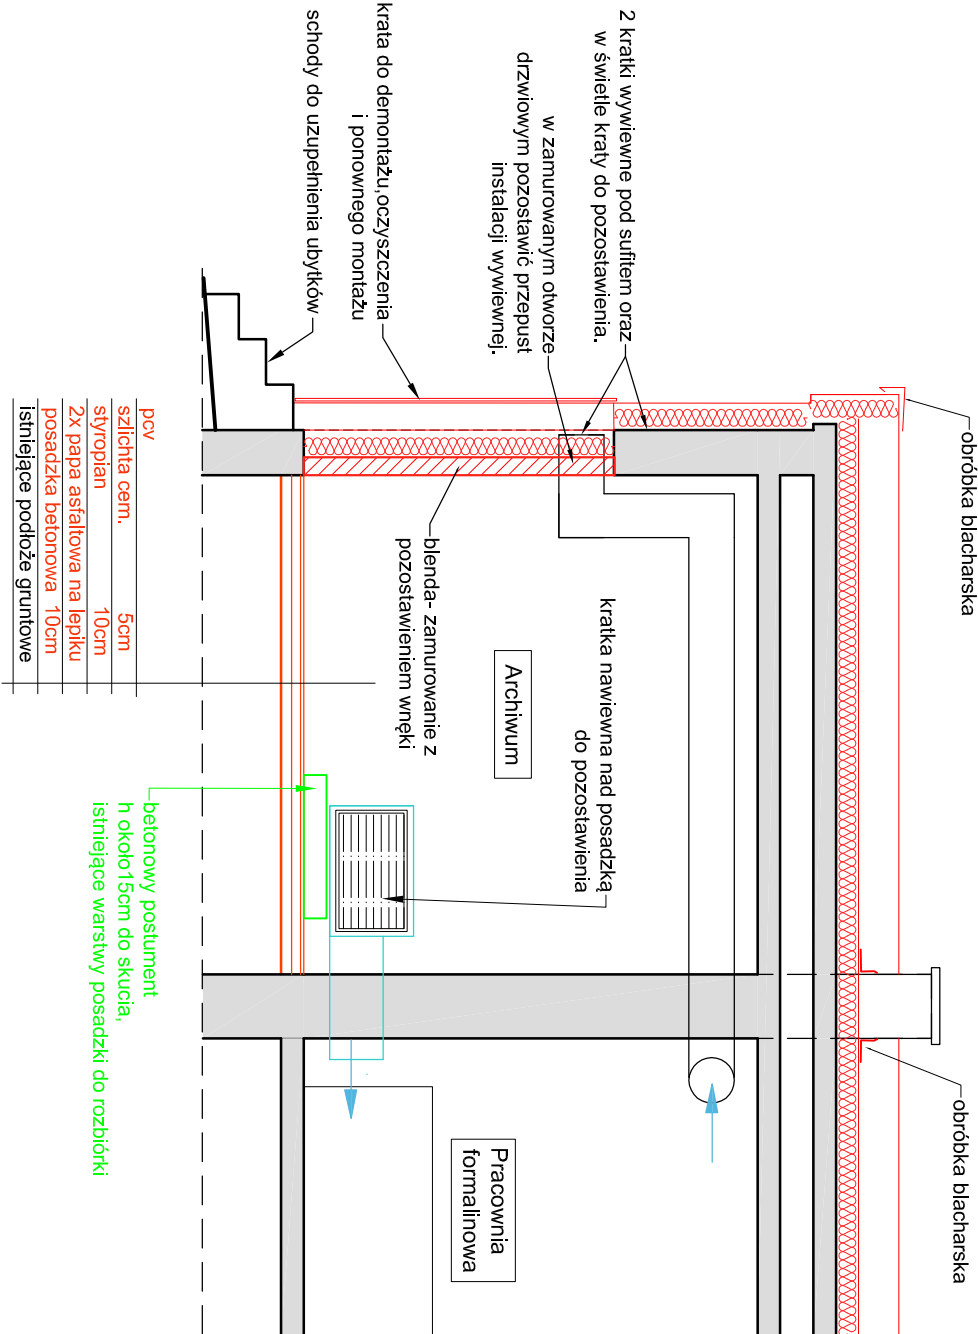 obróbka blacharska
2 kratki wywiewne pod sufitem oraz
w świetle kraty do pozostawienia.
w zamurowanym otworze
drzwiowym pozostawić przepust
instalacji wywiewnej.
krata do demontażu,oczyszczenia
i ponownego montażu
schody do uzupełnienia ubytków
obróbka blacharska
kratka nawiewna nad posadzką
do pozostawienia
Archiwum
blenda- zamurowanie z
pozostawieniem wnęki
Pracownia
formalinowa
betonowy postument
h około15cm do skucia,
istniejące warstwy posadzki do rozbiórki
pcv
szlichta cem. 5cm
styropian 10cm
2x papa asfaltowa na lepiku
posadzka betonowa 10cm
istniejące podłoże gruntowe